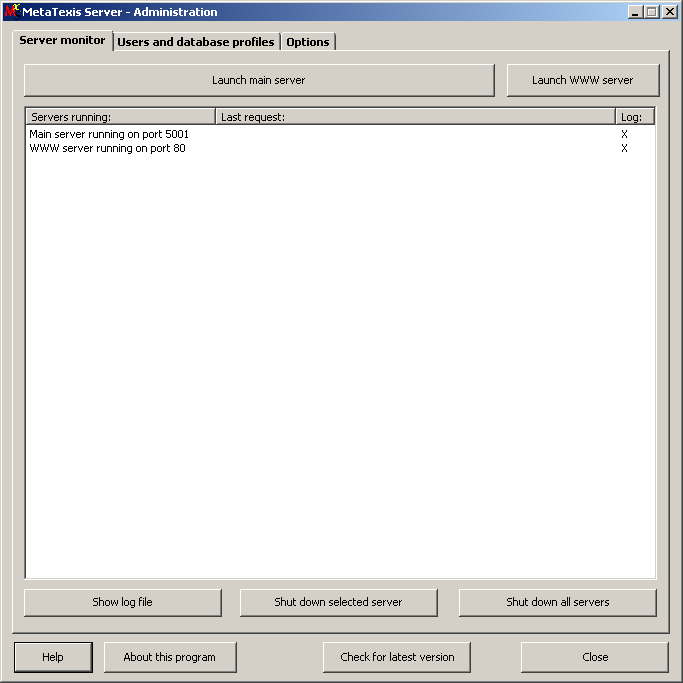 MetaTexis Server - Administration
Server monitor
Users and database profiles
Options
Launch main server
Launch WWW server
Servers running:
Last request:
Log:
Main server running on port 5001
X
WWW server running on port 80
X
Show log file
Shut down selected server
Shut down all servers
Help
About this program
Check for latest version
Close